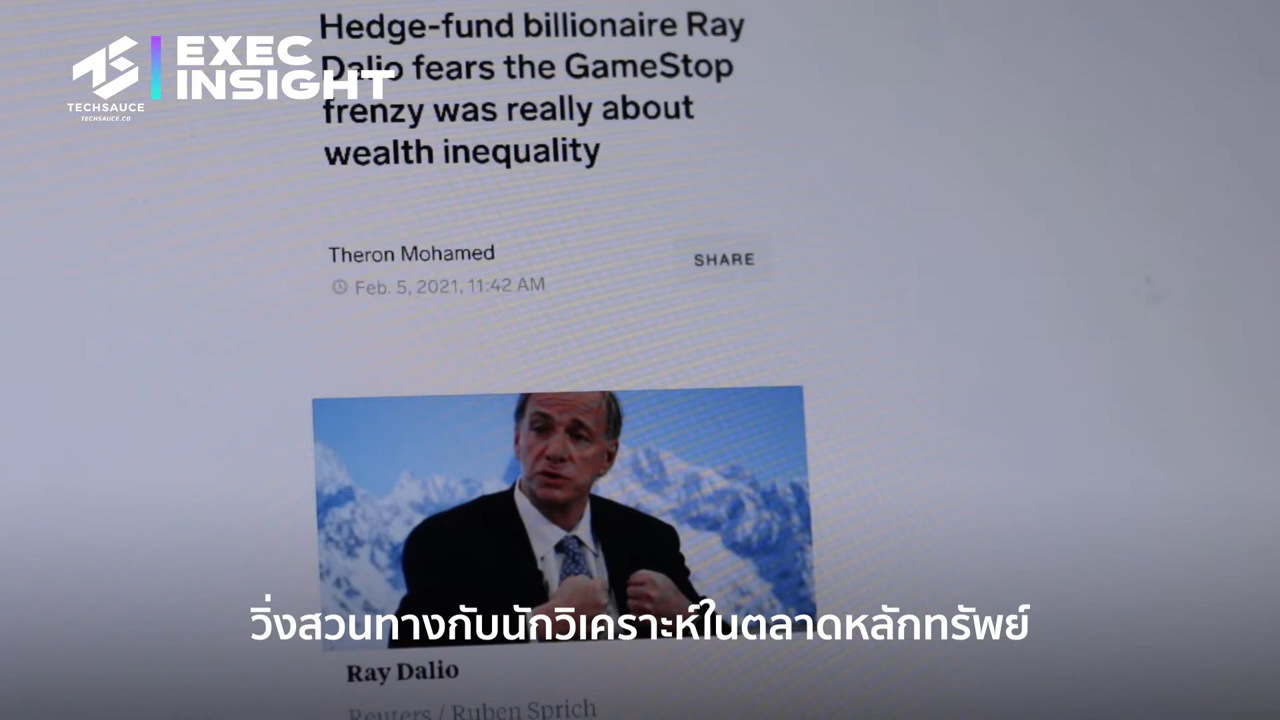 TECHSAUCE
TECHSAUCE.CO
EXEC
INSIGHT
Hedge-fund billionaire Ray
Dalio fears the GameStop
frenzy was really about
wealth inequality
Theron Mohamed
Feb. 5, 2021, 11:42 AM
SHARE
วิ่งสวนทางกับนักวิเคราะห์ในตลาดหลักทรัพย์
Ray Dalio
Reuters / Ruben Sprich